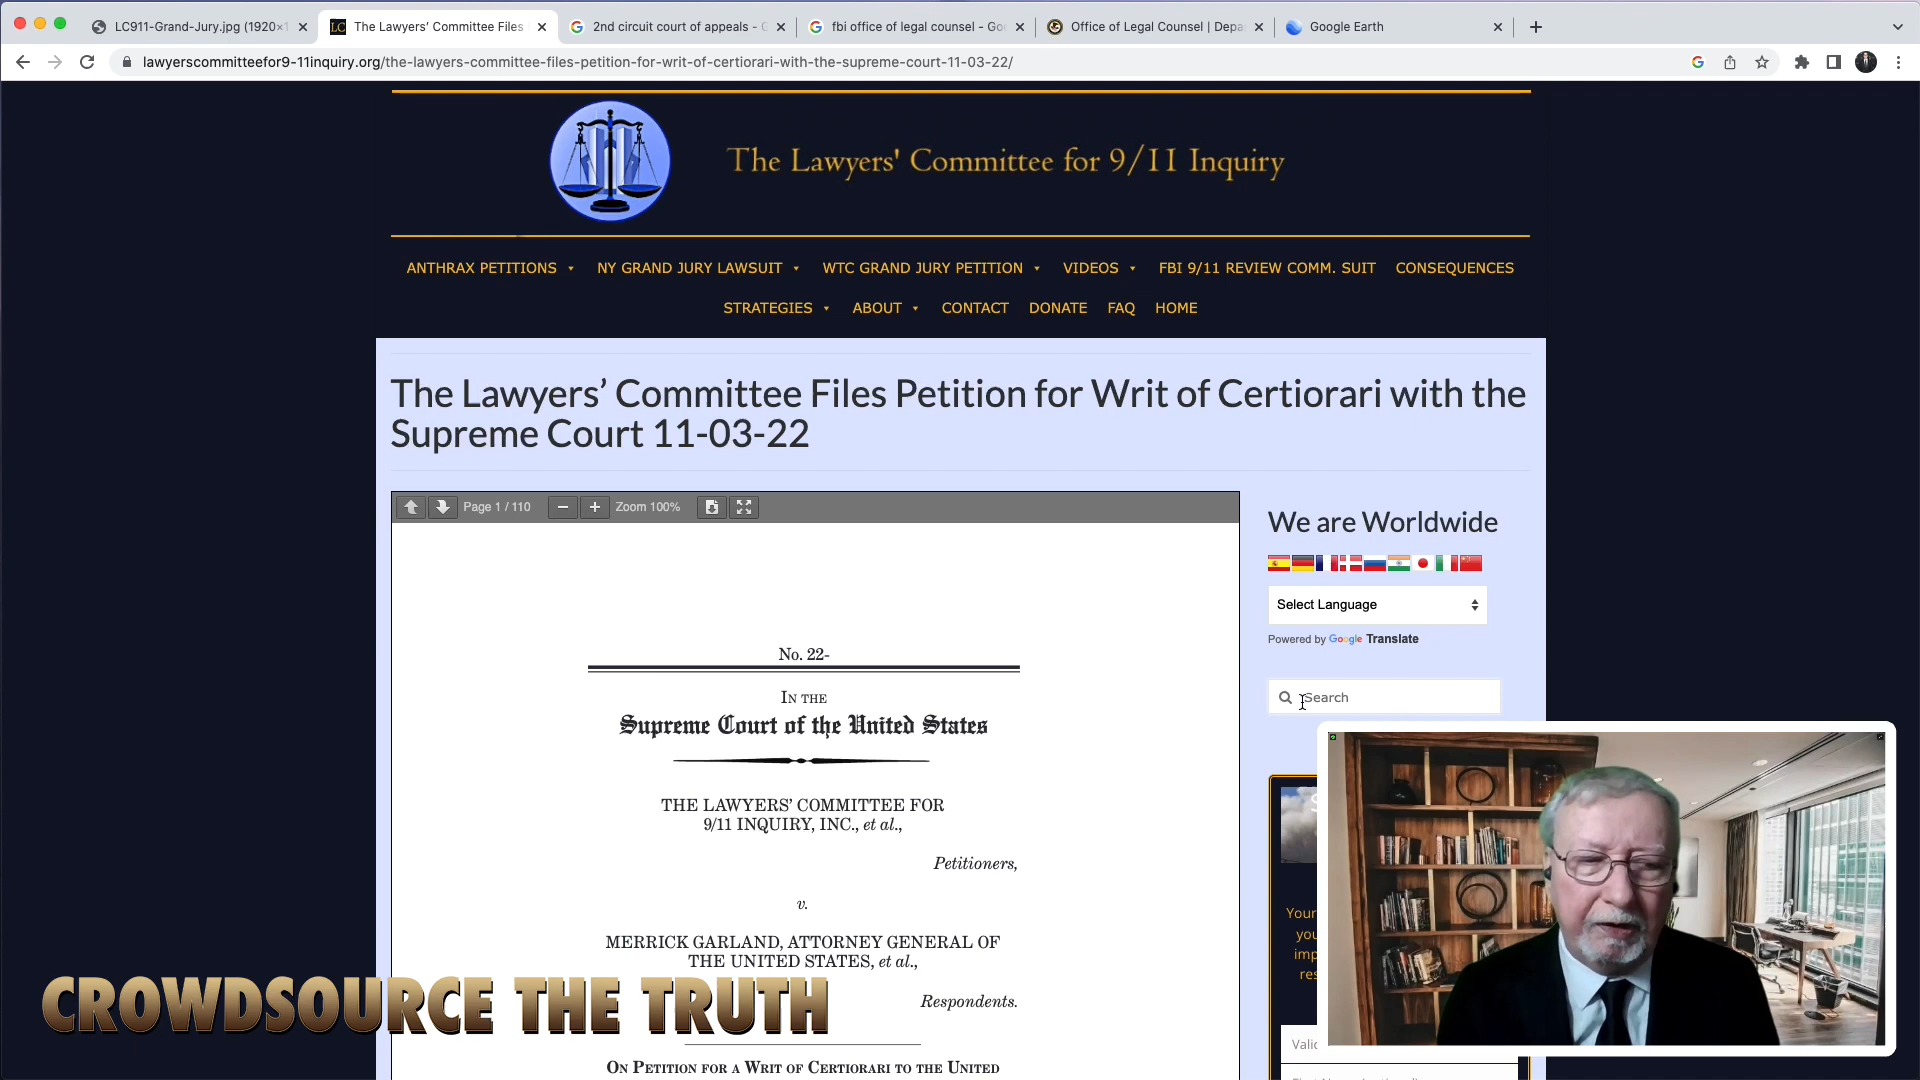 LC911-Grand-Jury.jpg (1920×1
The Lawyers’ Committee Files
2nd circuit court of appeals - G
fbi office of legal counsel - Goo
Office of Legal Counsel | Depa
Google Earth
lawyerscommitteefor9-11inquiry.org/the-lawyers-committee-files-petition-for-writ-of-certiorari-with-the-supreme-court-11-03-22/
The Lawyers' Committee for 9/11 Inquiry
ANTHRAX PETITIONS NY GRAND JURY LAWSUIT WTC GRAND JURY PETITION VIDEOS FBI 9/11 REVIEW COMM. SUIT CONSEQUENCES
STRATEGIES ABOUT CONTACT DONATE FAQ HOME
The Lawyers’ Committee Files Petition for Writ of Certiorari with the
Supreme Court 11-03-22
Page 1 / 110
Zoom 100%
No. 22-
IN THE
Supreme Court of the United States
THE LAWYERS’ COMMITTEE FOR
9/11 INQUIRY, INC., et al.,
Petitioners,
v.
MERRICK GARLAND, ATTORNEY GENERAL OF
THE UNITED STATES, et al.,
Respondents.
ON PETITION FOR A WRIT OF CERTIORARI TO THE UNITED
We are Worldwide
Select Language
Powered by Google Translate
Search
Your
you
imp
res
Valid
CROWDSOURCE THE TRUTH